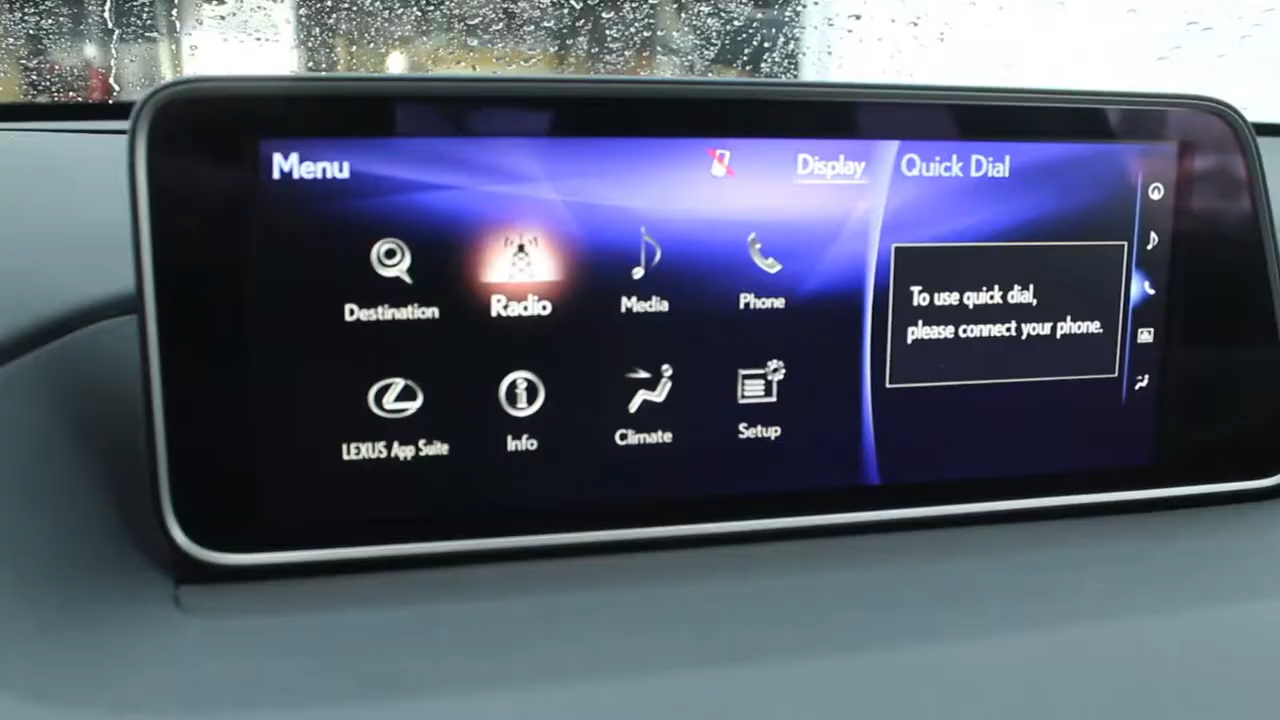 Menu
Display
Quick Dial
Destination
Radio
Media
Phone
To use quick dial,
please connect your phone.
LEXUS App Suite
Info
Climate
Setup